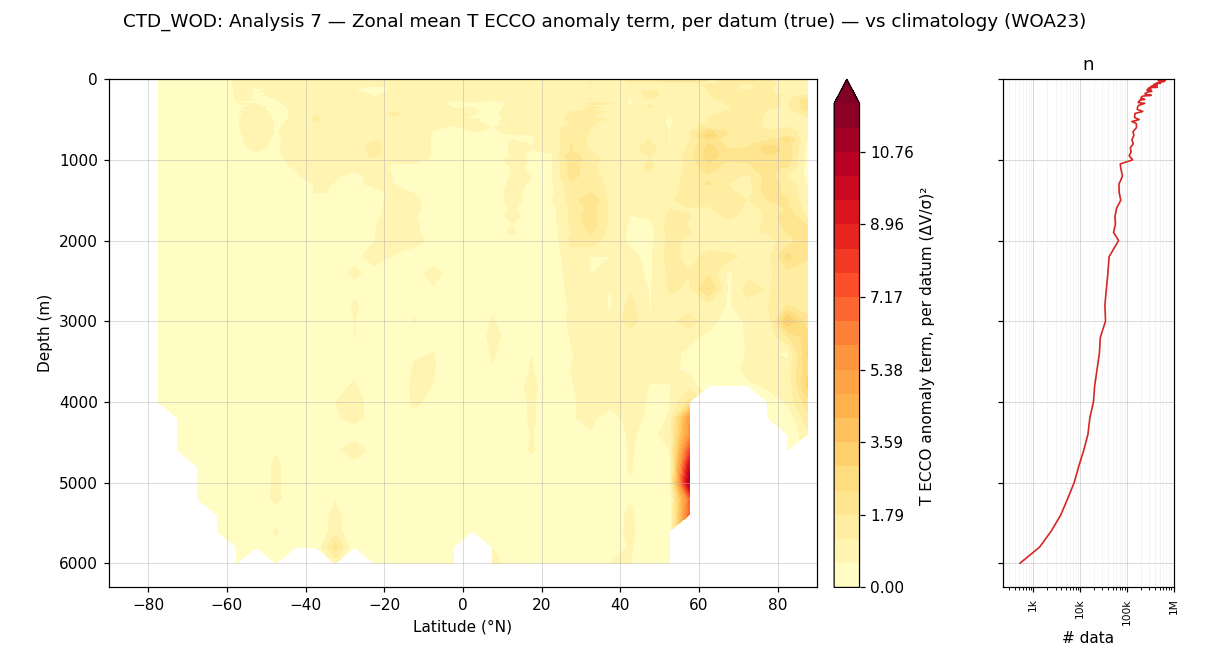 CTD_WOD: Analysis 7 — Zonal mean T ECCO anomaly term, per datum (true) — vs climatology (WOA23)
n
0
1000
2000
3000
4000
5000
6000
Depth (m)
−80
−60
−40
−20
0
20
40
60
80
Latitude (°N)
10.76
8.96
7.17
5.38
3.59
1.79
0.00
T ECCO anomaly term, per datum (ΔV/σ)²
1k
10k
100k
1M
# data